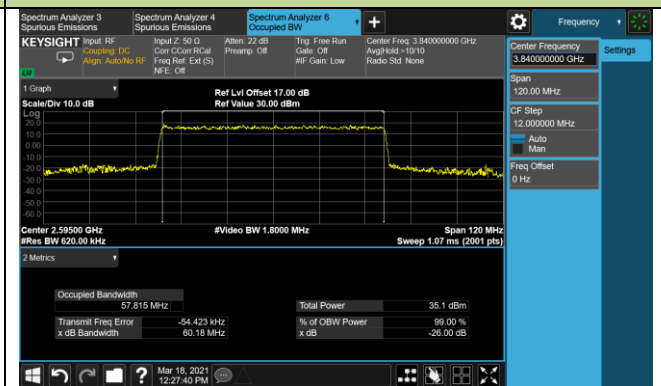 Spectrum Analyzer 3
Spurious Emissions
Spectrum Analyzer 4
Spurious Emissions
Spectrum Analyzer 6
Occupied BW
Frequency
KEYSIGHT
Input: RF
Coupling: DC
Align: Auto/No RF
Input Z: 50 Ω
Corr CCorr RCal
Freq Ref: Ext (S)
NFE: Off
Atten: 22 dB
Preamp: Off
Trig: Free Run
Gate: Off
#IF Gain: Low
Center Freq: 3.840000000 GHz
Avg|Hold:>10/10
Radio Std: None
Center Frequency
3.840000000 GHz
Settings
Span
120.00 MHz
CF Step
12.000000 MHz
Auto
Man
Freq Offset
0 Hz
1 Graph
Scale/Div 10.0 dB
Ref Lvl Offset 17.00 dB
Ref Value 30.00 dBm
Log
20.0
10.0
0.00
-10.0
-20.0
-30.0
-40.0
-50.0
-60.0
Center 2.59500 GHz
#Res BW 620.00 kHz
#Video BW 1.8000 MHz
Span 120 MHz
Sweep 1.07 ms (2001 pts)
2 Metrics
Occupied Bandwidth
57.815 MHz
Total Power 35.1 dBm
Transmit Freq Error -54.423 kHz
% of OBW Power 99.00 %
x dB Bandwidth 60.18 MHz
x dB -26.00 dB
?
Mar 18, 2021
12:27:40 PM